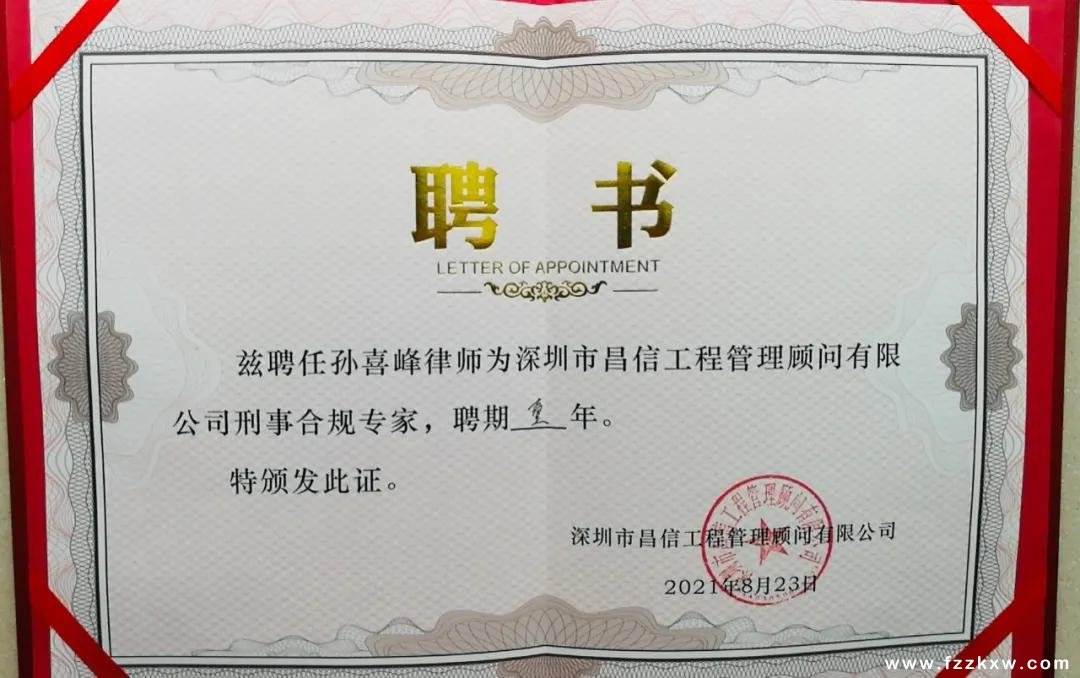 聘 书
LETTER OF APPOINTMENT
兹聘任孙喜峰律师为深圳市昌信工程管理顾问有限
公司刑事合规专家，聘期 年。
特颁发此证。
深圳市昌信工程管理顾问有限公司
2021年8月23日
www.fzzkxw.com